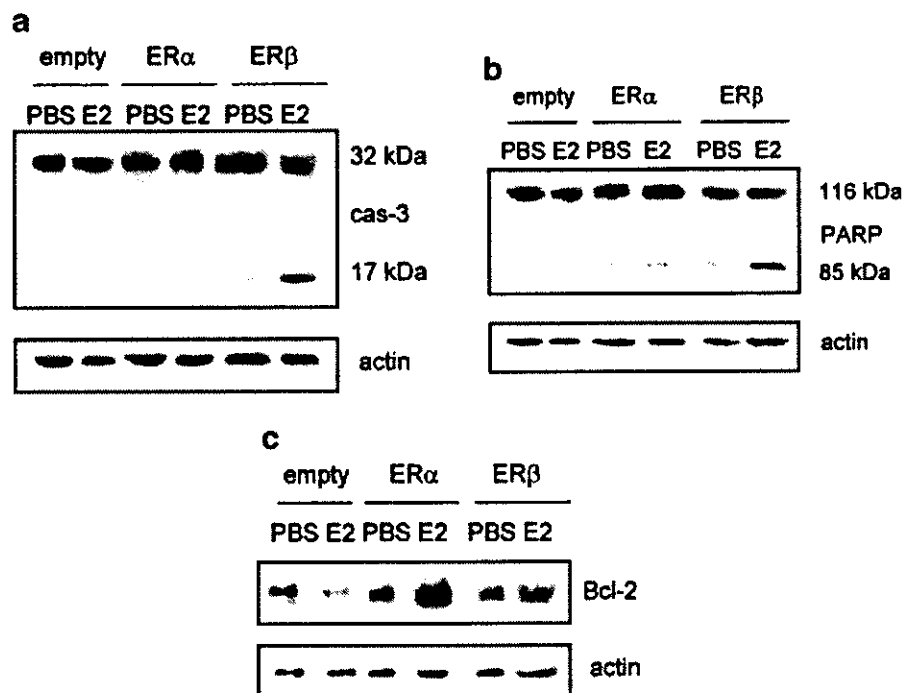 a
empty ERα ERβ
PBS E2 PBS E2 PBS E2
32 kDa
cas-3
17 kDa
actin
b
empty ERα ERβ
PBS E2 PBS E2 PBS E2
116 kDa
PARP
85 kDa
actin
c
empty ERα ERβ
PBS E2 PBS E2 PBS E2
Bcl-2
actin